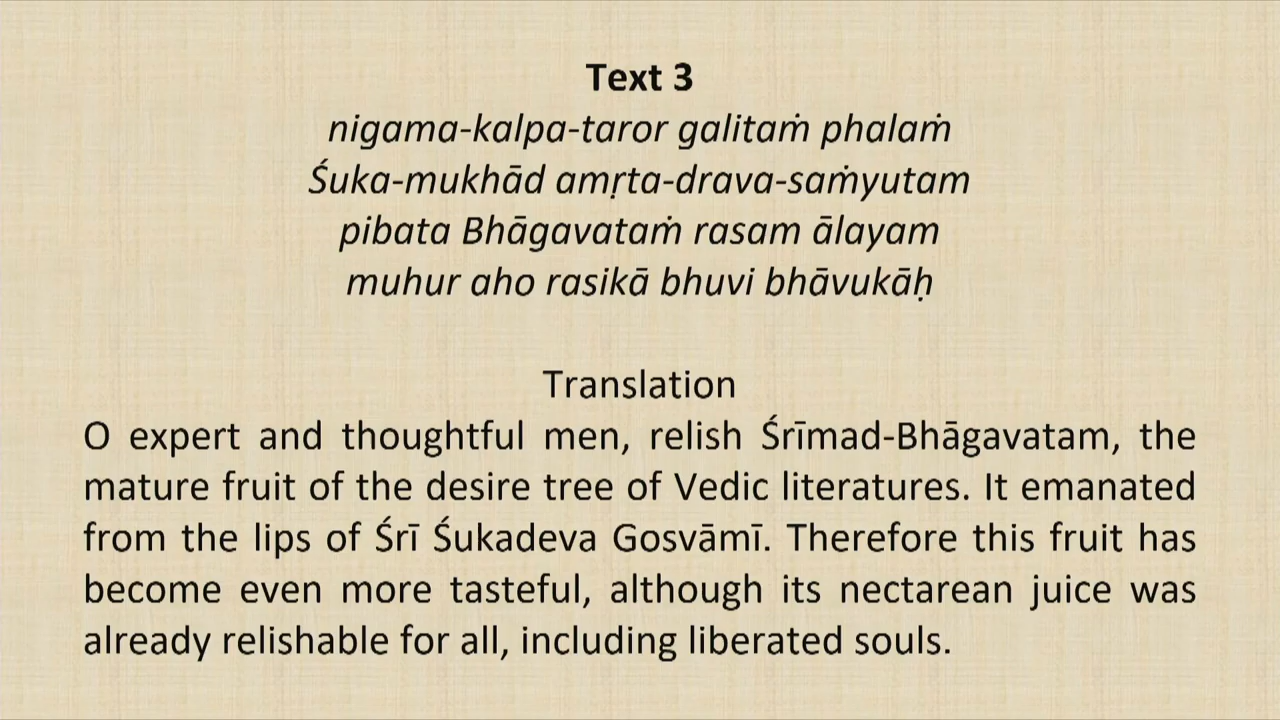 Text 3
nigama-kalpa-taror galitaṁ phalaṁ
Śuka-mukhād amṛta-drava-saṁyutam
pibata Bhāgavataṁ rasam ālayam
muhur aho rasikā bhuvi bhāvukāḥ
Translation
O expert and thoughtful men, relish Śrīmad-Bhāgavatam, the
mature fruit of the desire tree of Vedic literatures. It emanated
from the lips of Śrī Śukadeva Gosvāmī. Therefore this fruit has
become even more tasteful, although its nectarean juice was
already relishable for all, including liberated souls.